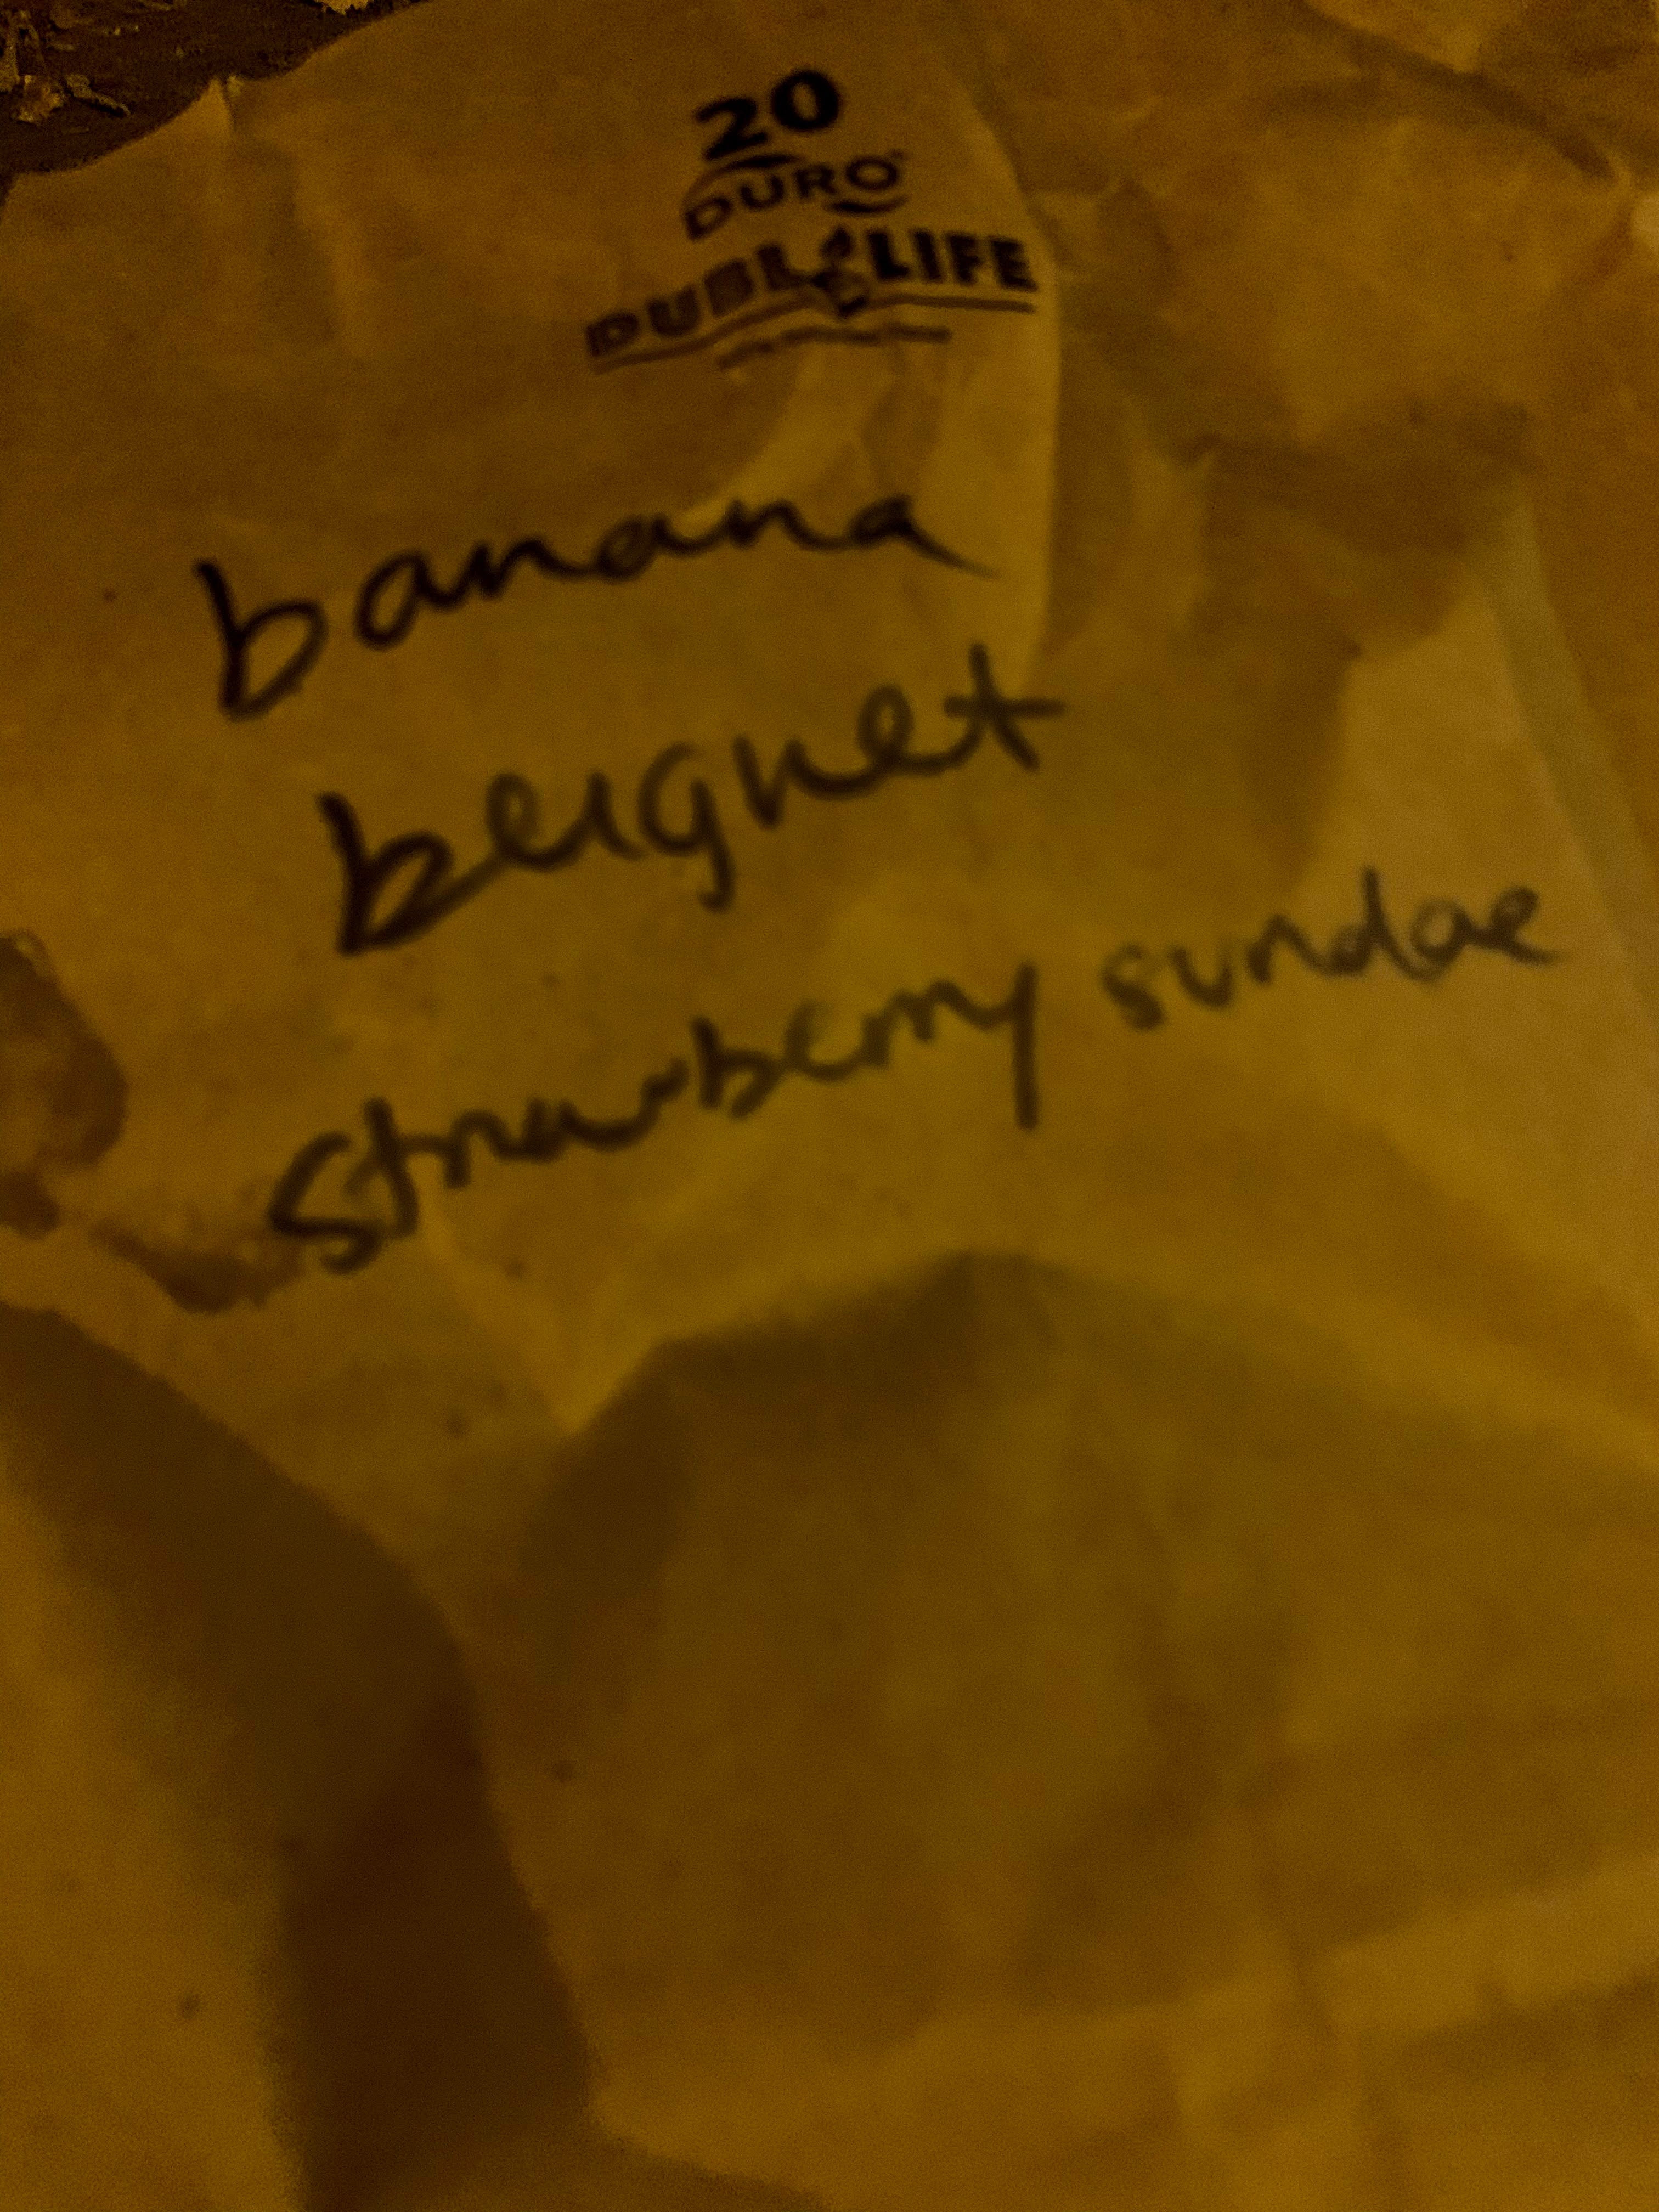 20
DURO
DUBL LIFE
banana
beignet
strawberry sundae